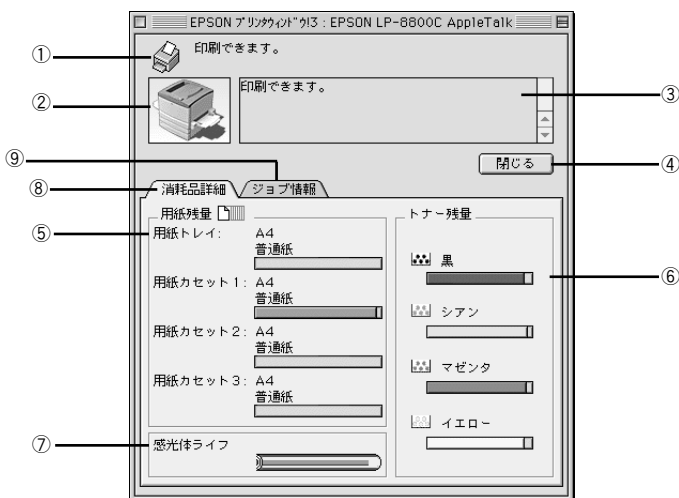 EPSON プリンタウィンドウ!3 : EPSON LP-8800C AppleTalk
① 印刷できます。
②
印刷できます。
③
④ 閉じる
⑨
⑧ 消耗品詳細 ジョブ情報
用紙残量
⑤ 用紙トレイ: A4
普通紙
用紙カセット1: A4
普通紙
用紙カセット2: A4
普通紙
用紙カセット3: A4
普通紙
トナー残量
黒
⑥
シアン
マゼンタ
イエロー
⑦ 感光体ライフ